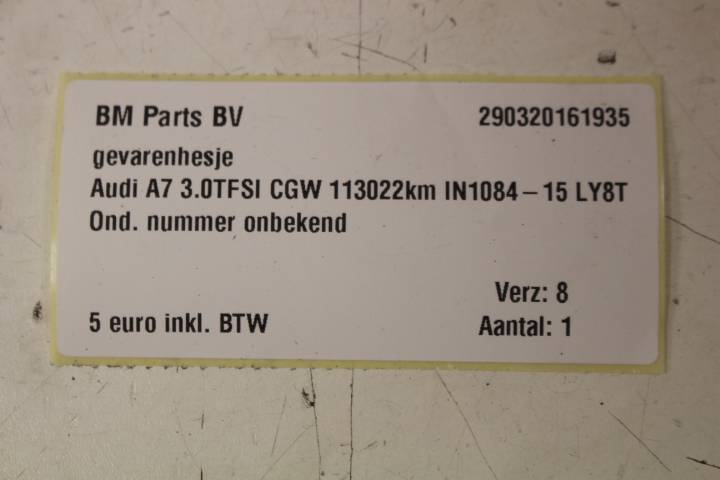 BM Parts BV 290320161935
gevarenhesje
Audi A7 3.0TFSI CGW 113022km IN1084-15 LY8T
Ond. nummer onbekend
Verz: 8
5 euro inkl. BTW Aantal: 1